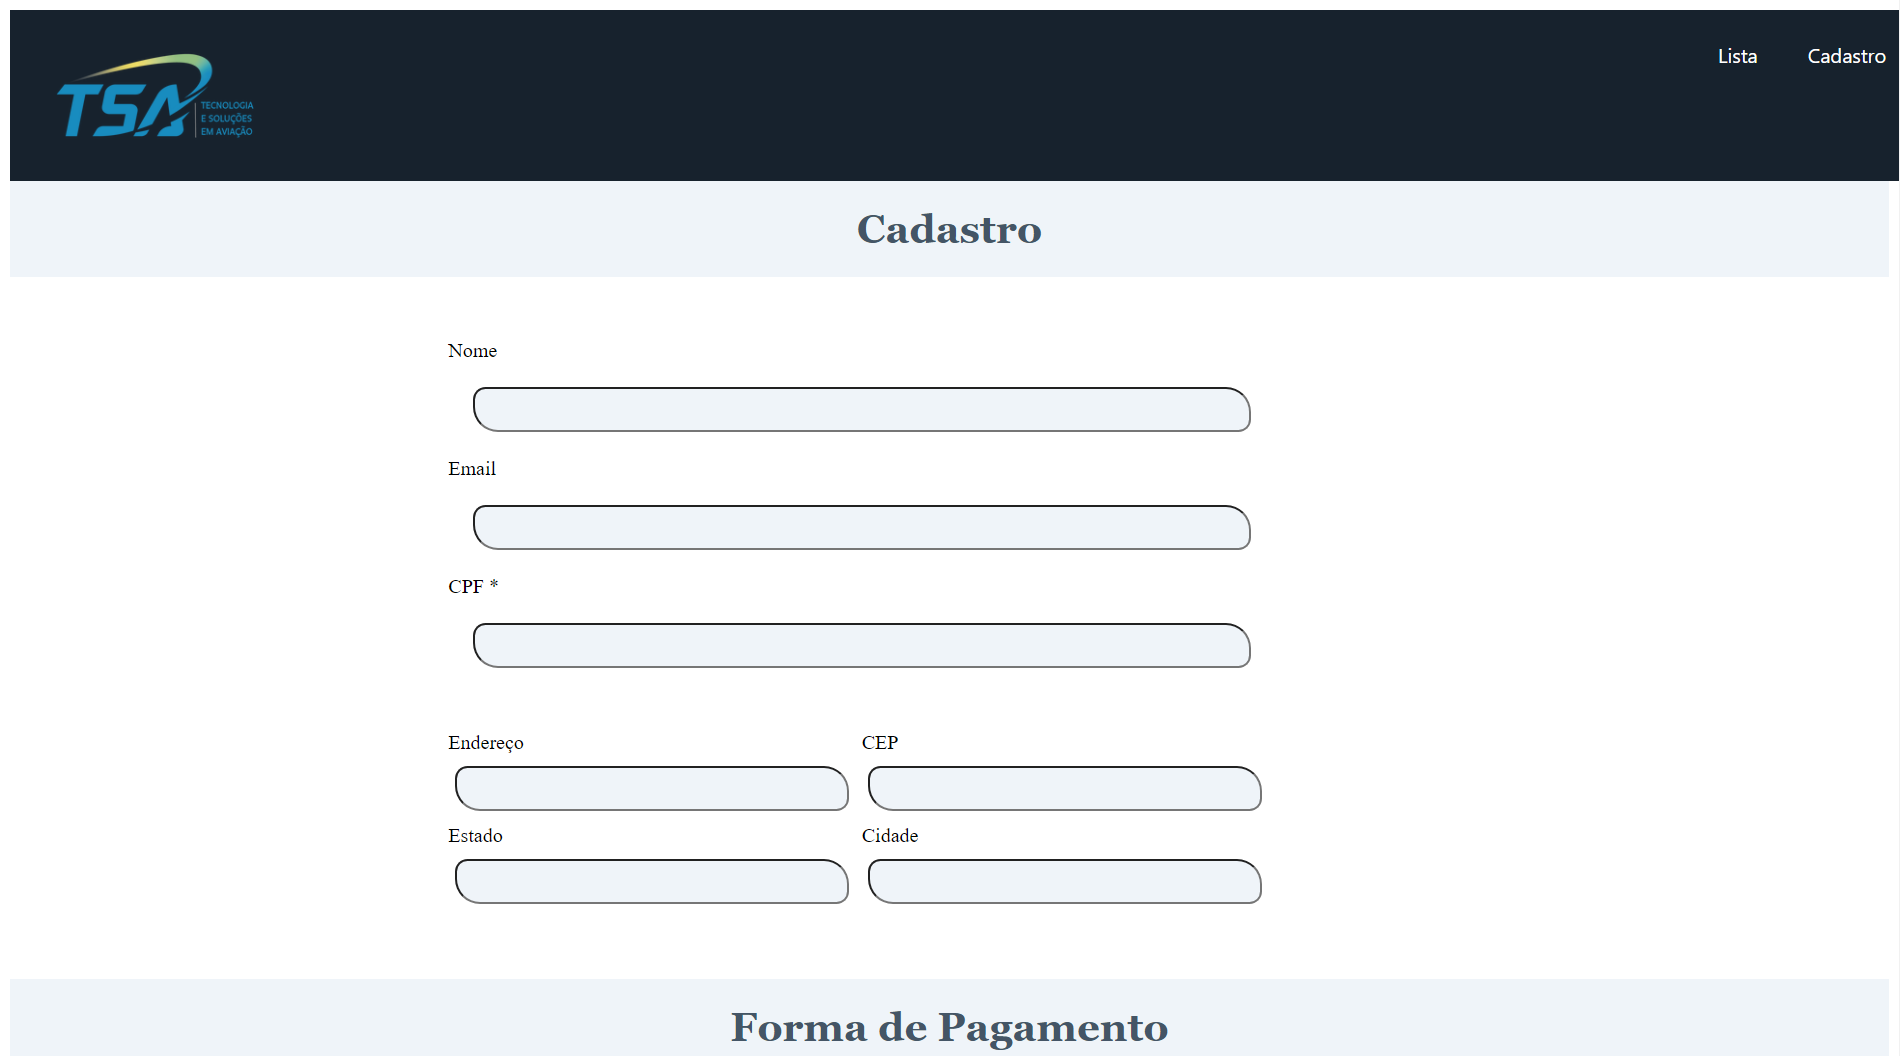 Lista Cadastro
TSA
TECNOLOGIA
E SOLUÇÕES
EM AVIAÇÃO
Cadastro
Nome
Email
CPF *
Endereço CEP
Estado Cidade
Forma de Pagamento